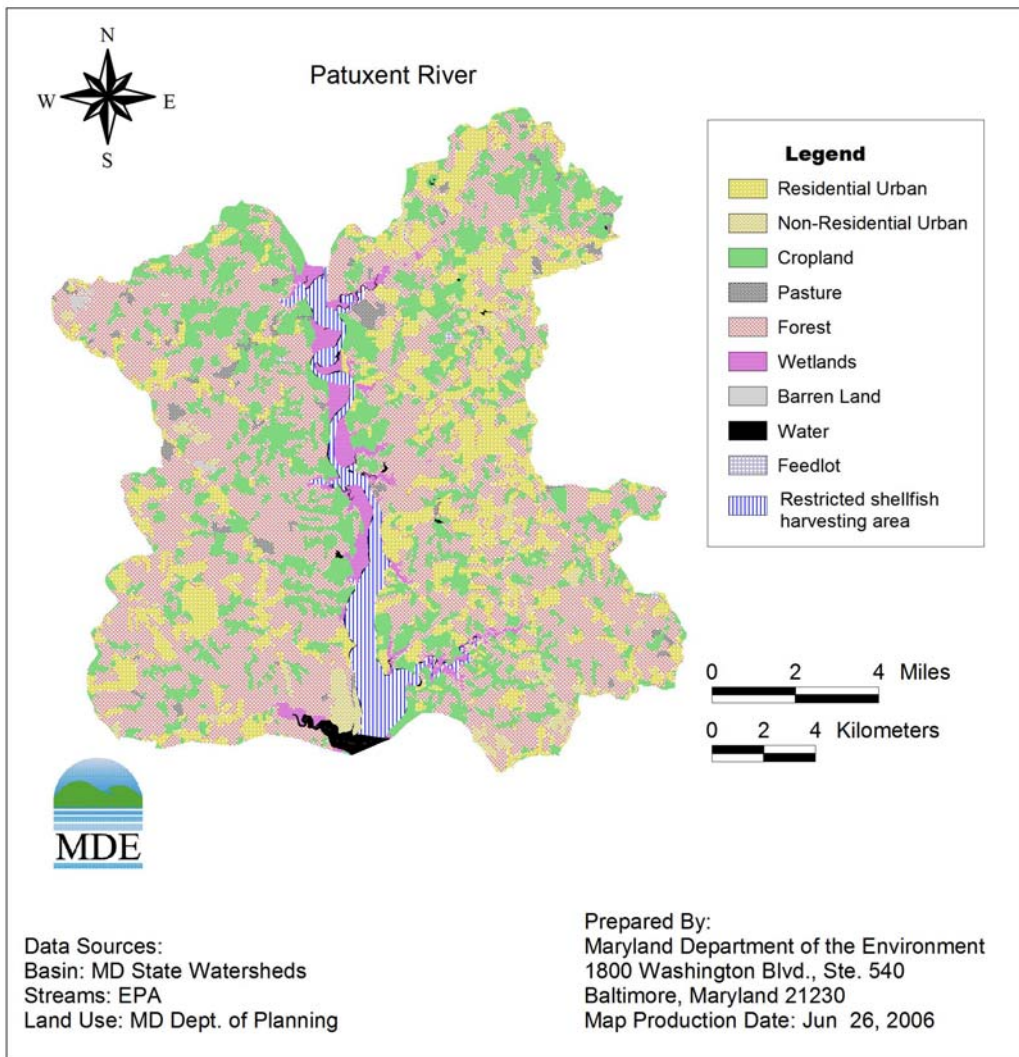 N
W E
S
Patuxent River
Legend
Residential Urban
Non-Residential Urban
Cropland
Pasture
Forest
Wetlands
Barren Land
Water
Feedlot
Restricted shellfish
harvesting area
0 2 4 Miles
0 2 4 Kilometers
MDE
Data Sources:
Basin: MD State Watersheds
Streams: EPA
Land Use: MD Dept. of Planning
Prepared By:
Maryland Department of the Environment
1800 Washington Blvd., Ste. 540
Baltimore, Maryland 21230
Map Production Date: Jun 26, 2006